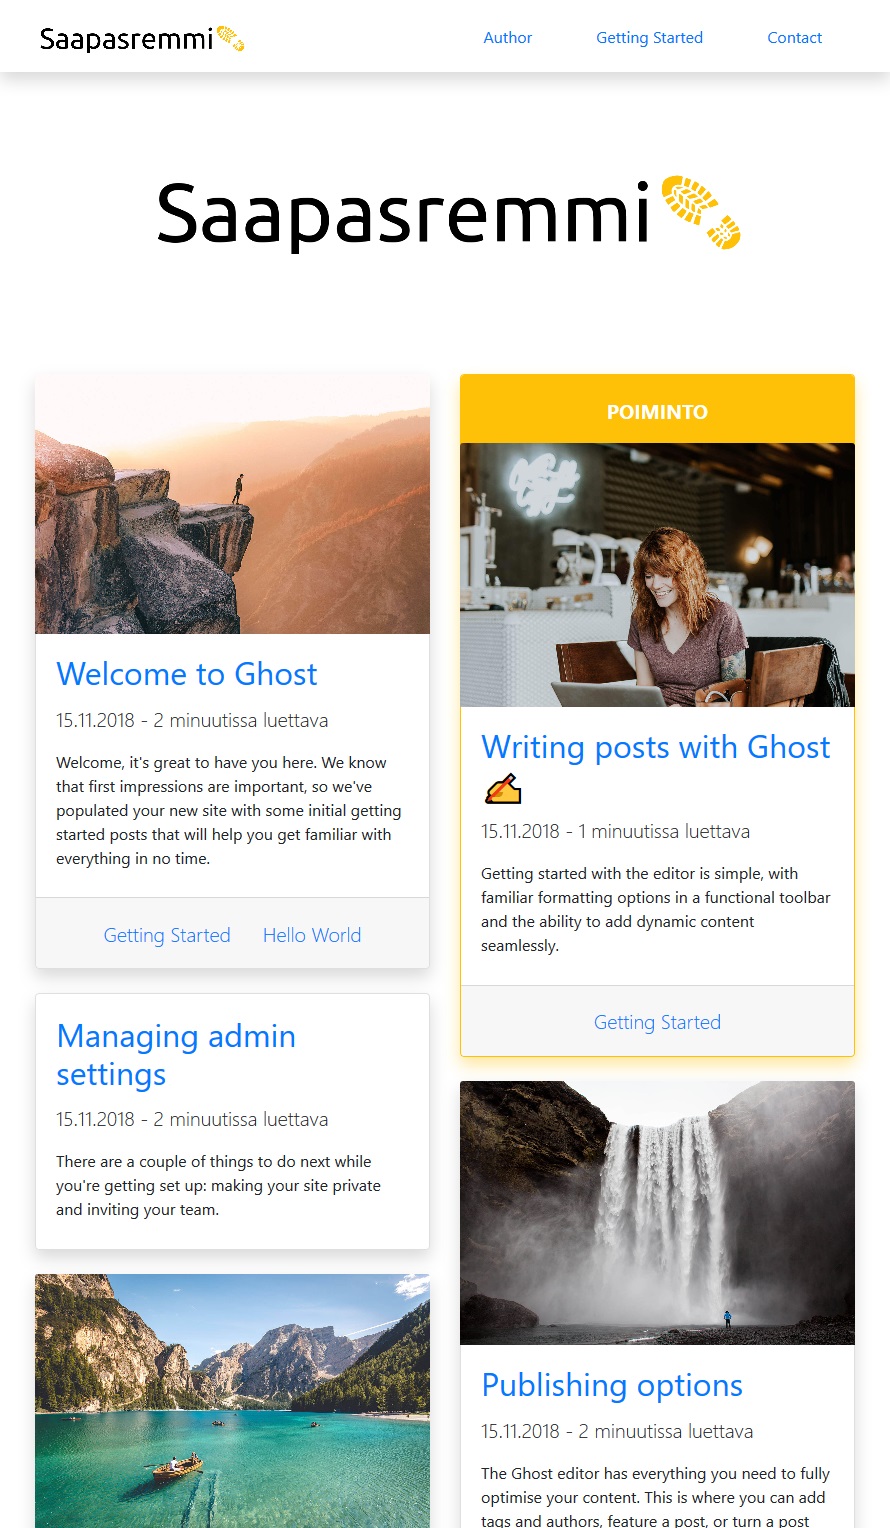 Saapasremmi
Author Getting Started Contact
Saapasremmi
Welcome to Ghost
15.11.2018 - 2 minuutissa luettava
Welcome, it's great to have you here. We know
that first impressions are important, so we've
populated your new site with some initial getting
started posts that will help you get familiar with
everything in no time.
Getting Started Hello World
Managing admin
settings
15.11.2018 - 2 minuutissa luettava
There are a couple of things to do next while
you're getting set up: making your site private
and inviting your team.
POIMINTO
Writing posts with Ghost
✍
15.11.2018 - 1 minuutissa luettava
Getting started with the editor is simple, with
familiar formatting options in a functional toolbar
and the ability to add dynamic content
seamlessly.
Getting Started
Publishing options
15.11.2018 - 2 minuutissa luettava
The Ghost editor has everything you need to fully
optimise your content. This is where you can add
tags and authors, feature a post, or turn a post